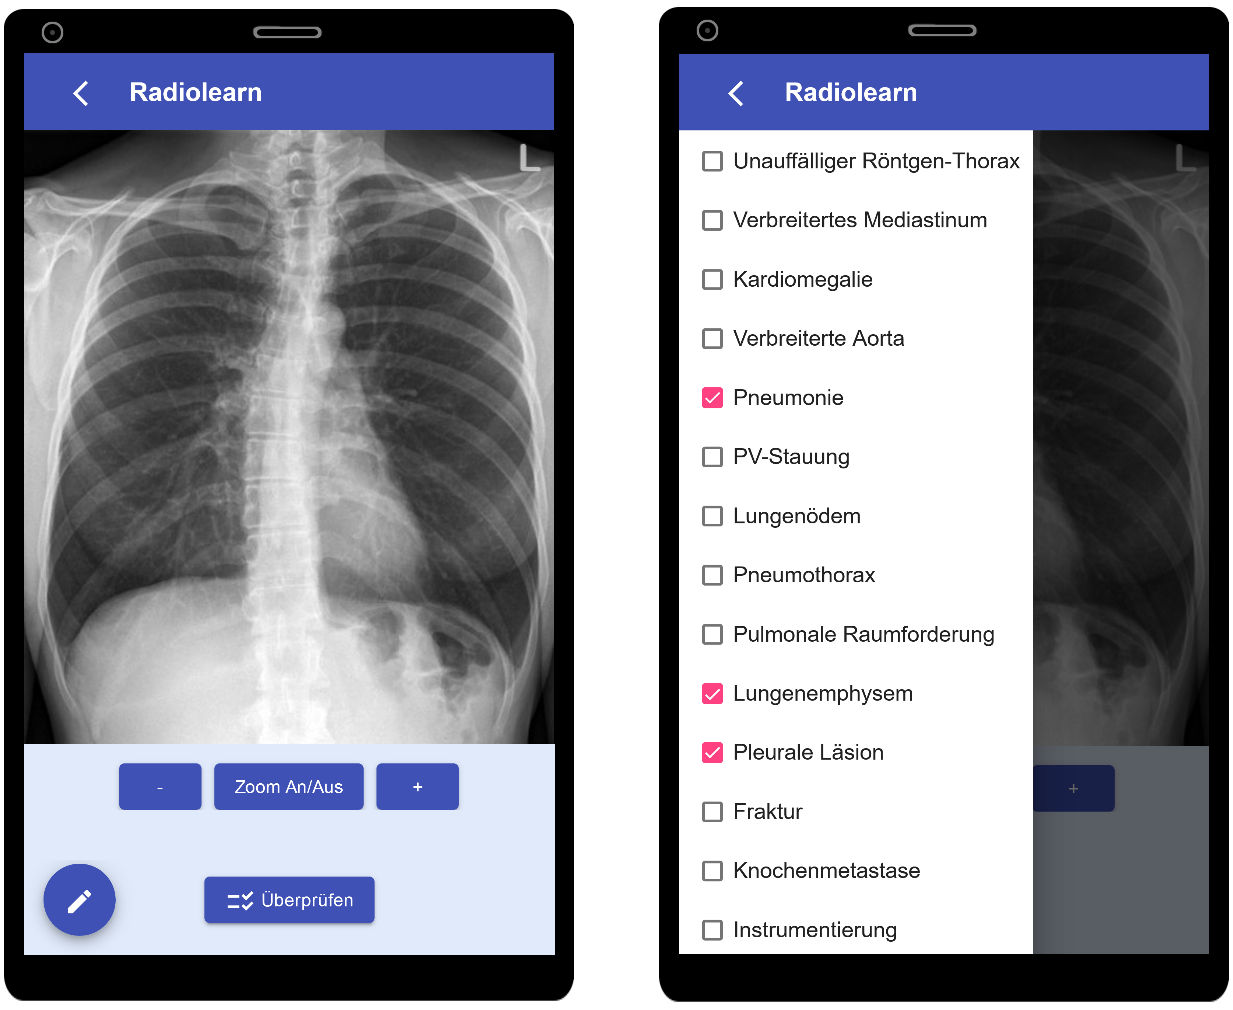 Radiolearn
L
-
Zoom An/Aus
+
Überprüfen
Radiolearn
L
Unauffälliger Röntgen-Thorax
Verbreitertes Mediastinum
Kardiomegalie
Verbreiterte Aorta
Pneumonie
PV-Stauung
Lungenödem
Pneumothorax
Pulmonale Raumforderung
Lungenemphysem
Pleurale Läsion
Fraktur
Knochenmetastase
Instrumentierung
+